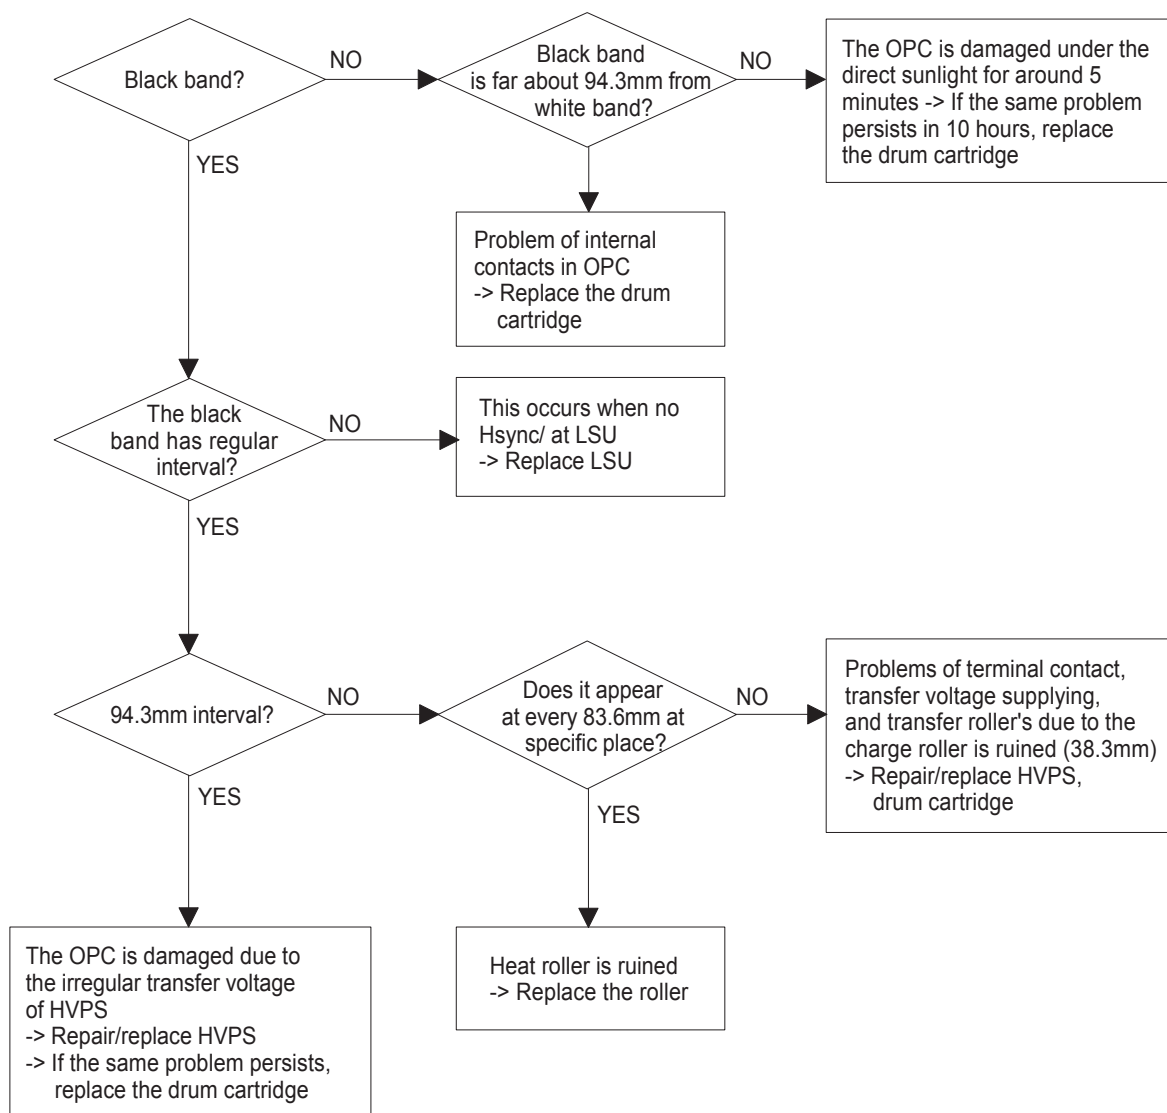 Black band?
NO
Black band
is far about 94.3mm from
white band?
NO
The OPC is damaged under the
direct sunlight for around 5
minutes -> If the same problem
persists in 10 hours, replace
the drum cartridge
YES
Problem of internal
contacts in OPC
-> Replace the drum
cartridge
The black
band has regular
interval?
NO
This occurs when no
Hsync/ at LSU
-> Replace LSU
YES
94.3mm interval?
NO
Does it appear
at every 83.6mm at
specific place?
NO
Problems of terminal contact,
transfer voltage supplying,
and transfer roller's due to the
charge roller is ruined (38.3mm)
-> Repair/replace HVPS,
drum cartridge
YES
YES
The OPC is damaged due to
the irregular transfer voltage
of HVPS
-> Repair/replace HVPS
-> If the same problem persists,
replace the drum cartridge
Heat roller is ruined
-> Replace the roller